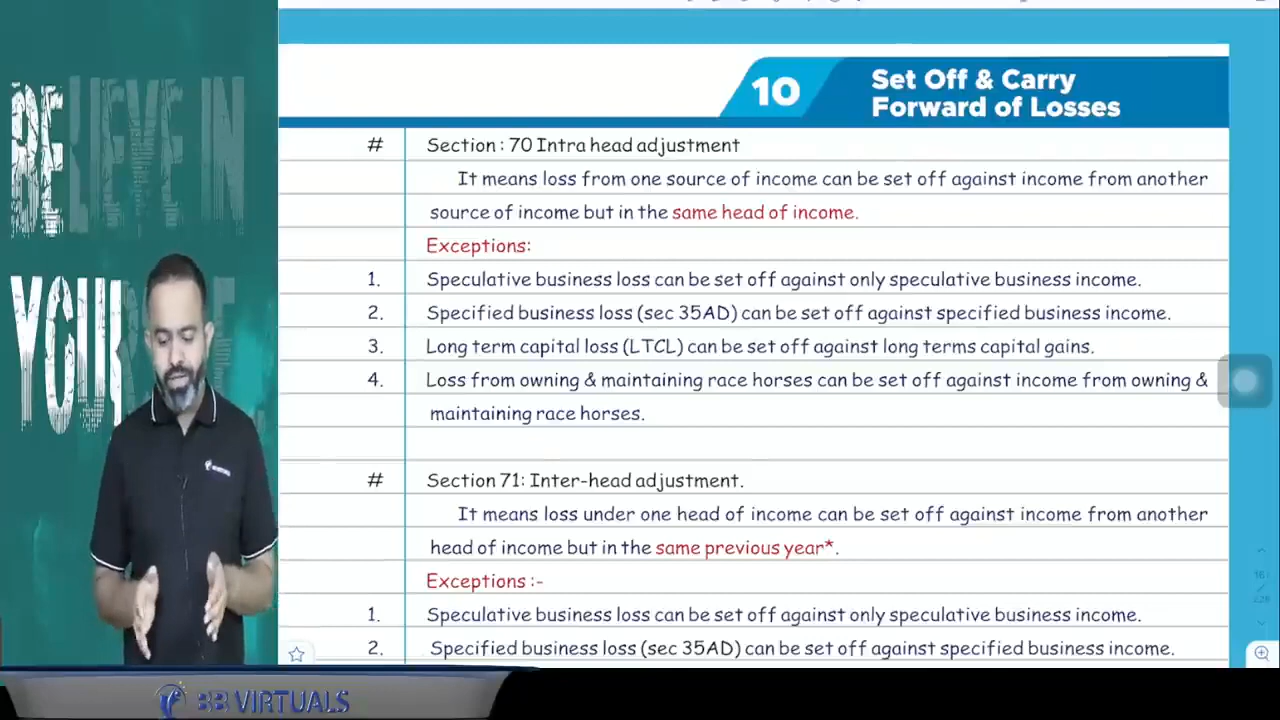 BELIEVE IN
YOUR
10 Set Off & Carry
Forward of Losses
# Section : 70 Intra head adjustment
It means loss from one source of income can be set off against income from another
source of income but in the same head of income.
Exceptions:
1. Speculative business loss can be set off against only speculative business income.
2. Specified business loss (sec 35AD) can be set off against specified business income.
3. Long term capital loss (LTCL) can be set off against long terms capital gains.
4. Loss from owning & maintaining race horses can be set off against income from owning &
maintaining race horses.
# Section 71: Inter-head adjustment.
It means loss under one head of income can be set off against income from another
head of income but in the same previous year*.
Exceptions :-
1. Speculative business loss can be set off against only speculative business income.
2. Specified business loss (sec 35AD) can be set off against specified business income.
161
/
228
BB VIRTUALS